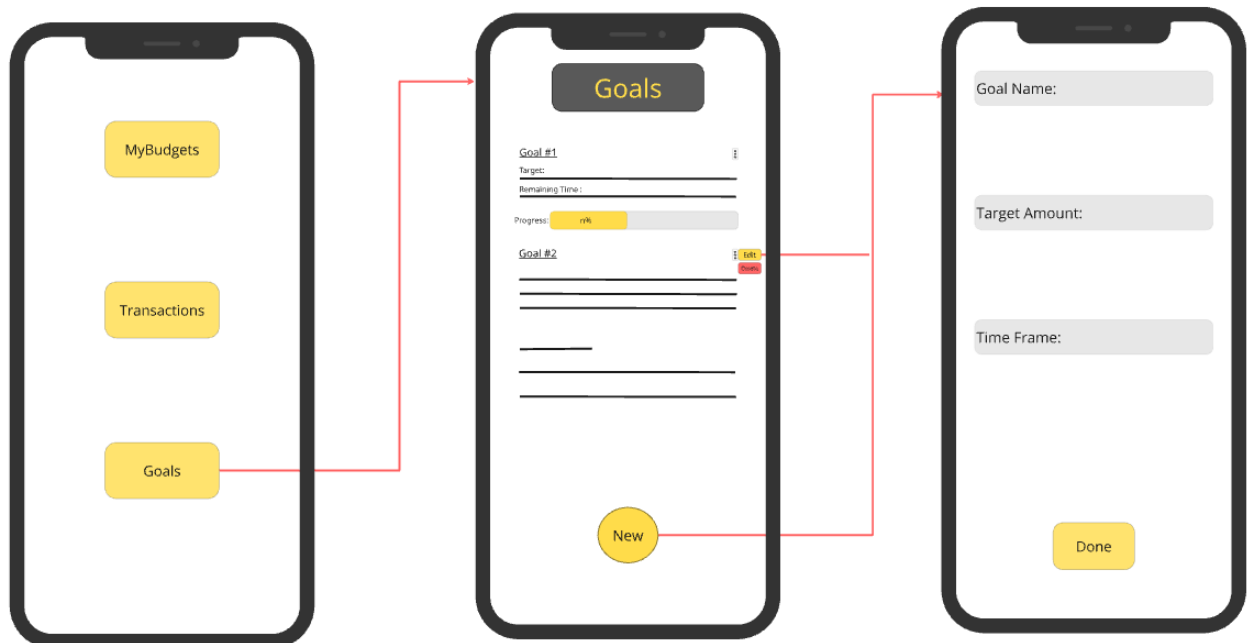 MyBudgets
Transactions
Goals
Goals
Goal #1
Target:
Remaining Time :
Progress:
n%
Goal #2
Edit
New
Goal Name:
Target Amount:
Time Frame:
Done